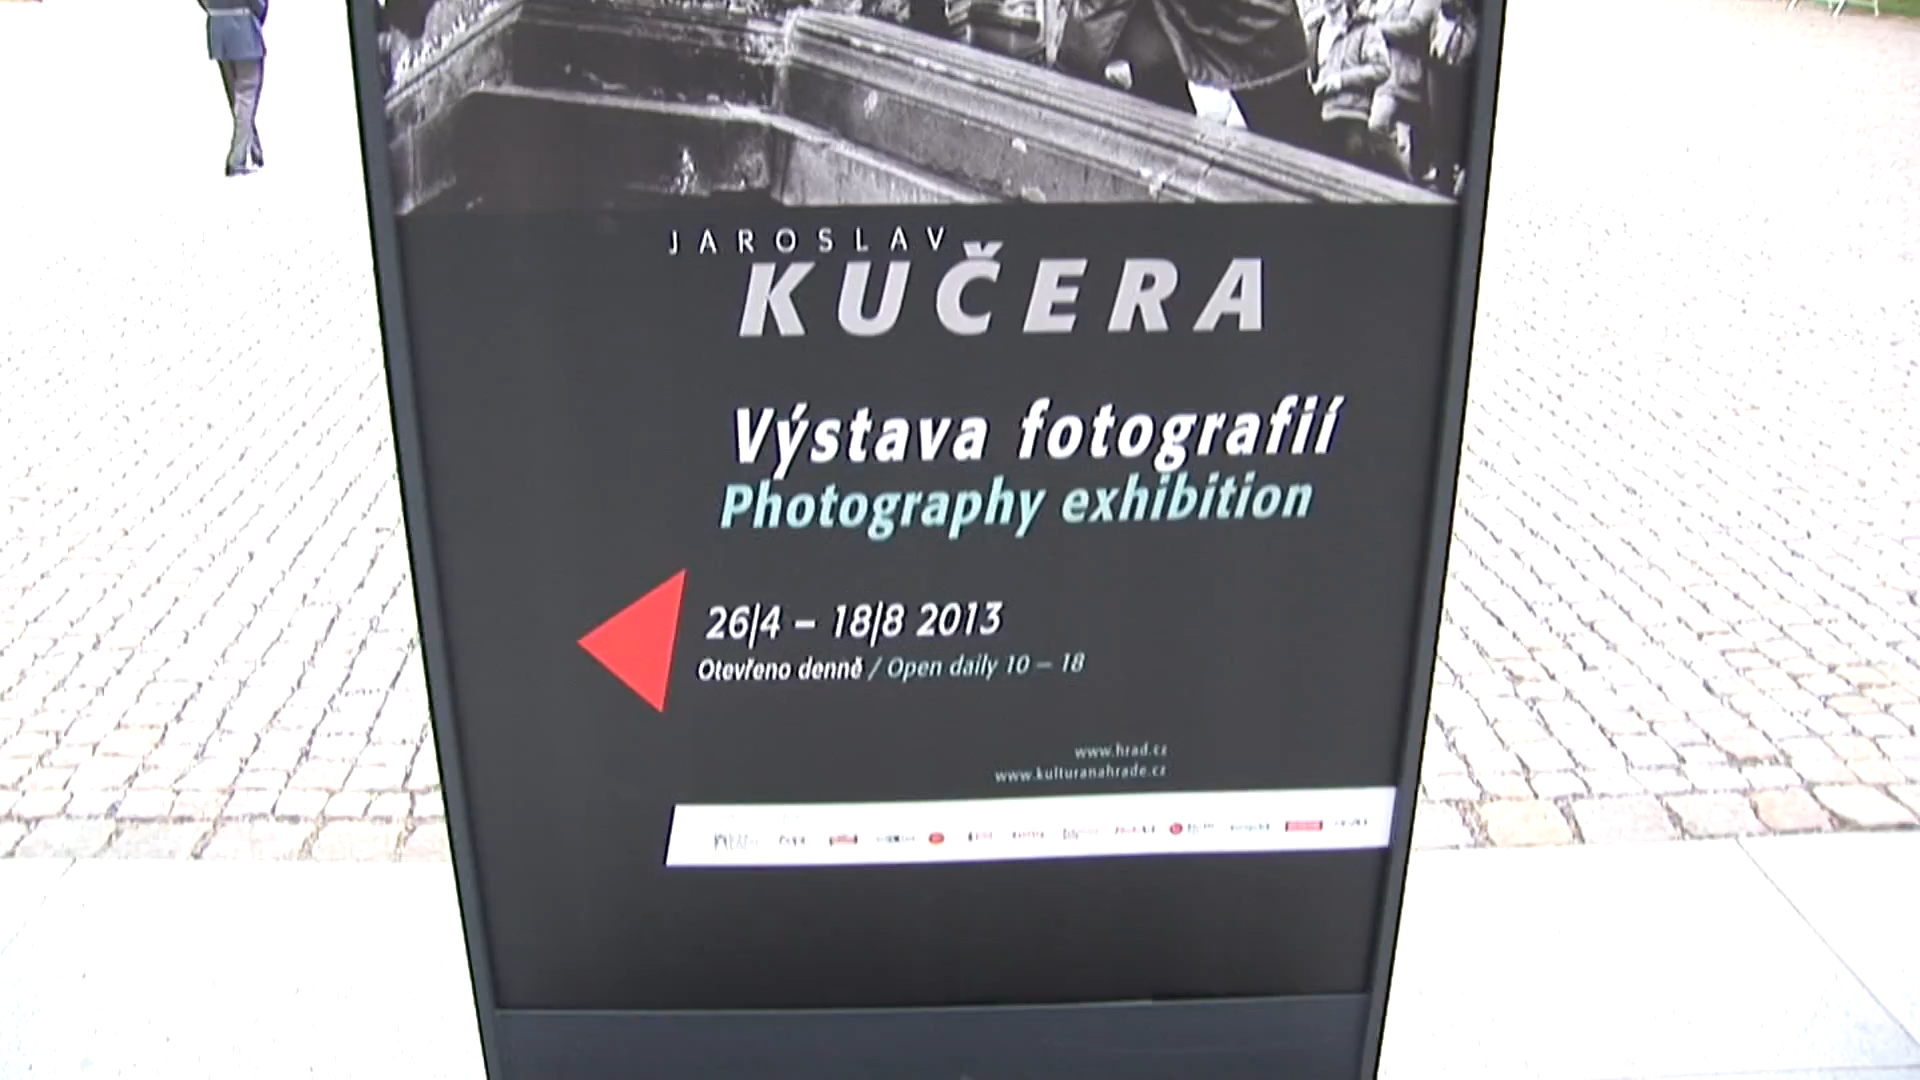 JAROSLAV
KUČERA
Výstava fotografií
Photography exhibition
26|4 – 18|8 2013
Otevřeno denně / Open daily 10 – 18
www.hrad.cz
www.kulturanahrade.cz